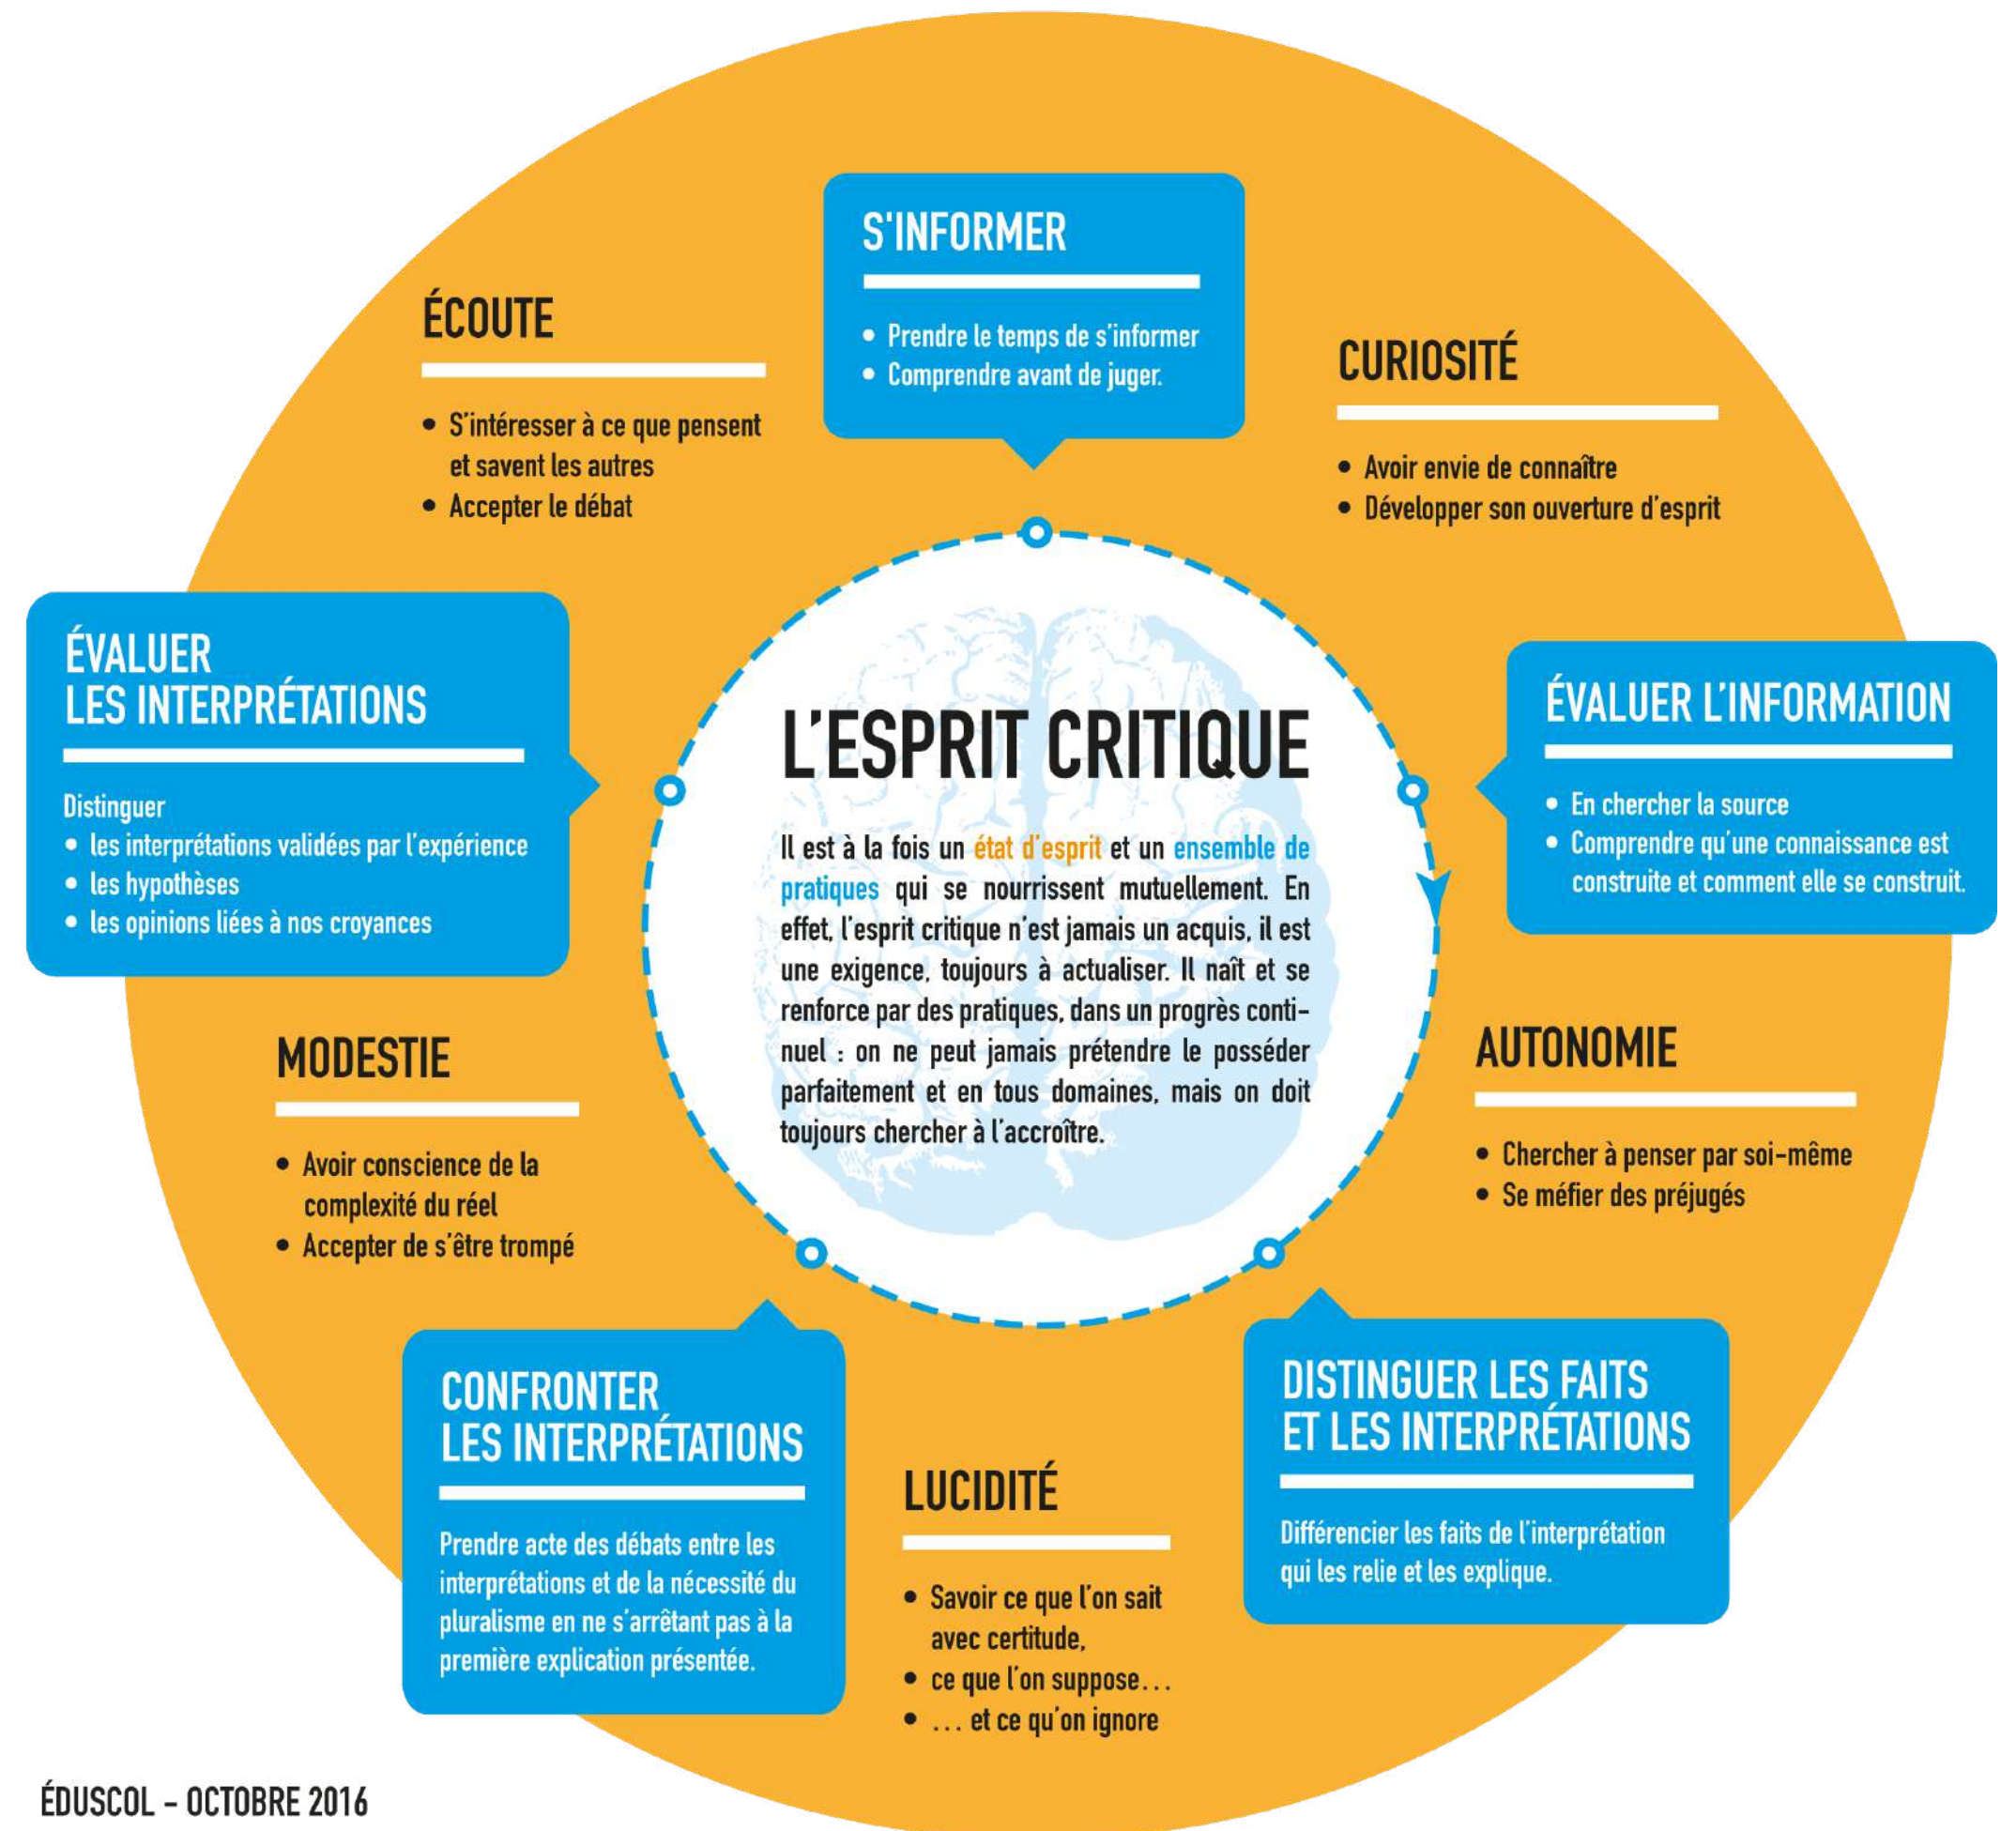 S'INFORMER
• Prendre le temps de s'informer
• Comprendre avant de juger.
ÉCOUTE
• S'intéresser à ce que pensent
et savent les autres
• Accepter le débat
CURIOSITÉ
• Avoir envie de connaître
• Développer son ouverture d'esprit
ÉVALUER
LES INTERPRÉTATIONS
Distinguer
• les interprétations validées par l'expérience
• les hypothèses
• les opinions liées à nos croyances
L'ESPRIT CRITIQUE
Il est à la fois un état d'esprit et un ensemble de
pratiques qui se nourrissent mutuellement. En
effet, l'esprit critique n'est jamais un acquis, il est
une exigence, toujours à actualiser. Il naît et se
renforce par des pratiques, dans un progrès conti-
nuel : on ne peut jamais prétendre le posséder
parfaitement et en tous domaines, mais on doit
toujours chercher à l'accroître.
ÉVALUER L'INFORMATION
• En chercher la source
• Comprendre qu'une connaissance est
construite et comment elle se construit.
MODESTIE
• Avoir conscience de la
complexité du réel
• Accepter de s'être trompé
AUTONOMIE
• Chercher à penser par soi-même
• Se méfier des préjugés
CONFRONTER
LES INTERPRÉTATIONS
Prendre acte des débats entre les
interprétations et de la nécessité du
pluralisme en ne s'arrêtant pas à la
première explication présentée.
LUCIDITÉ
• Savoir ce que l'on sait
avec certitude,
• ce que l'on suppose...
• ... et ce qu'on ignore
DISTINGUER LES FAITS
ET LES INTERPRÉTATIONS
Différencier les faits de l'interprétation
qui les relie et les explique.
ÉDUSCOL - OCTOBRE 2016